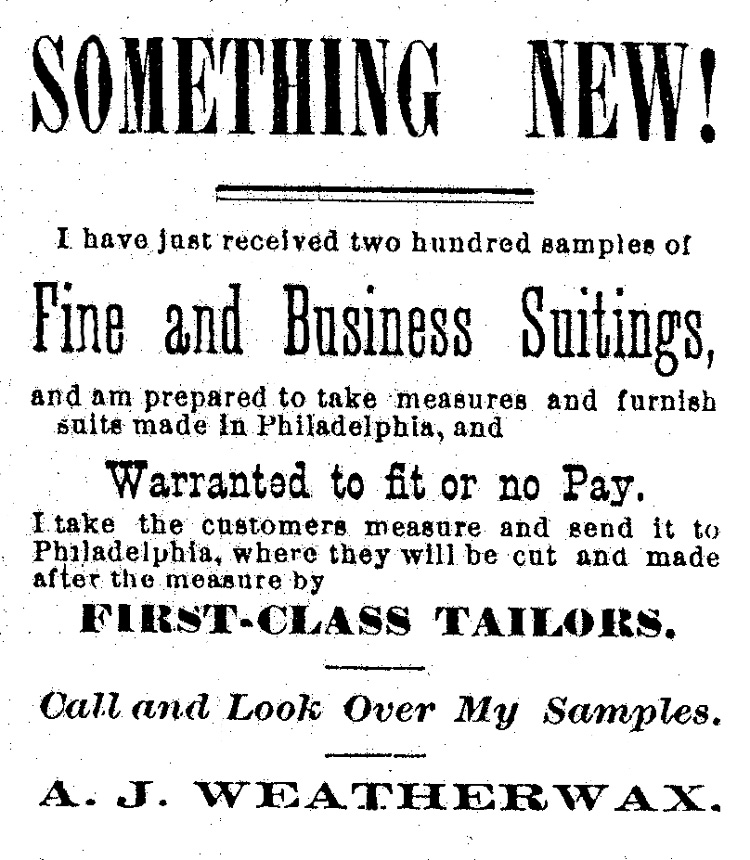 SOMETHING NEW!
I have just received two hundred samples of
Fine and Business Suitings,
and am prepared to take measures and furnish
suits made in Philadelphia, and
Warranted to fit or no Pay.
I take the customers measure and send it to
Philadelphia, where they will be cut and made
after the measure by
FIRST-CLASS TAILORS.
Call and Look Over My Samples.
A. J. WEATHERWAX.